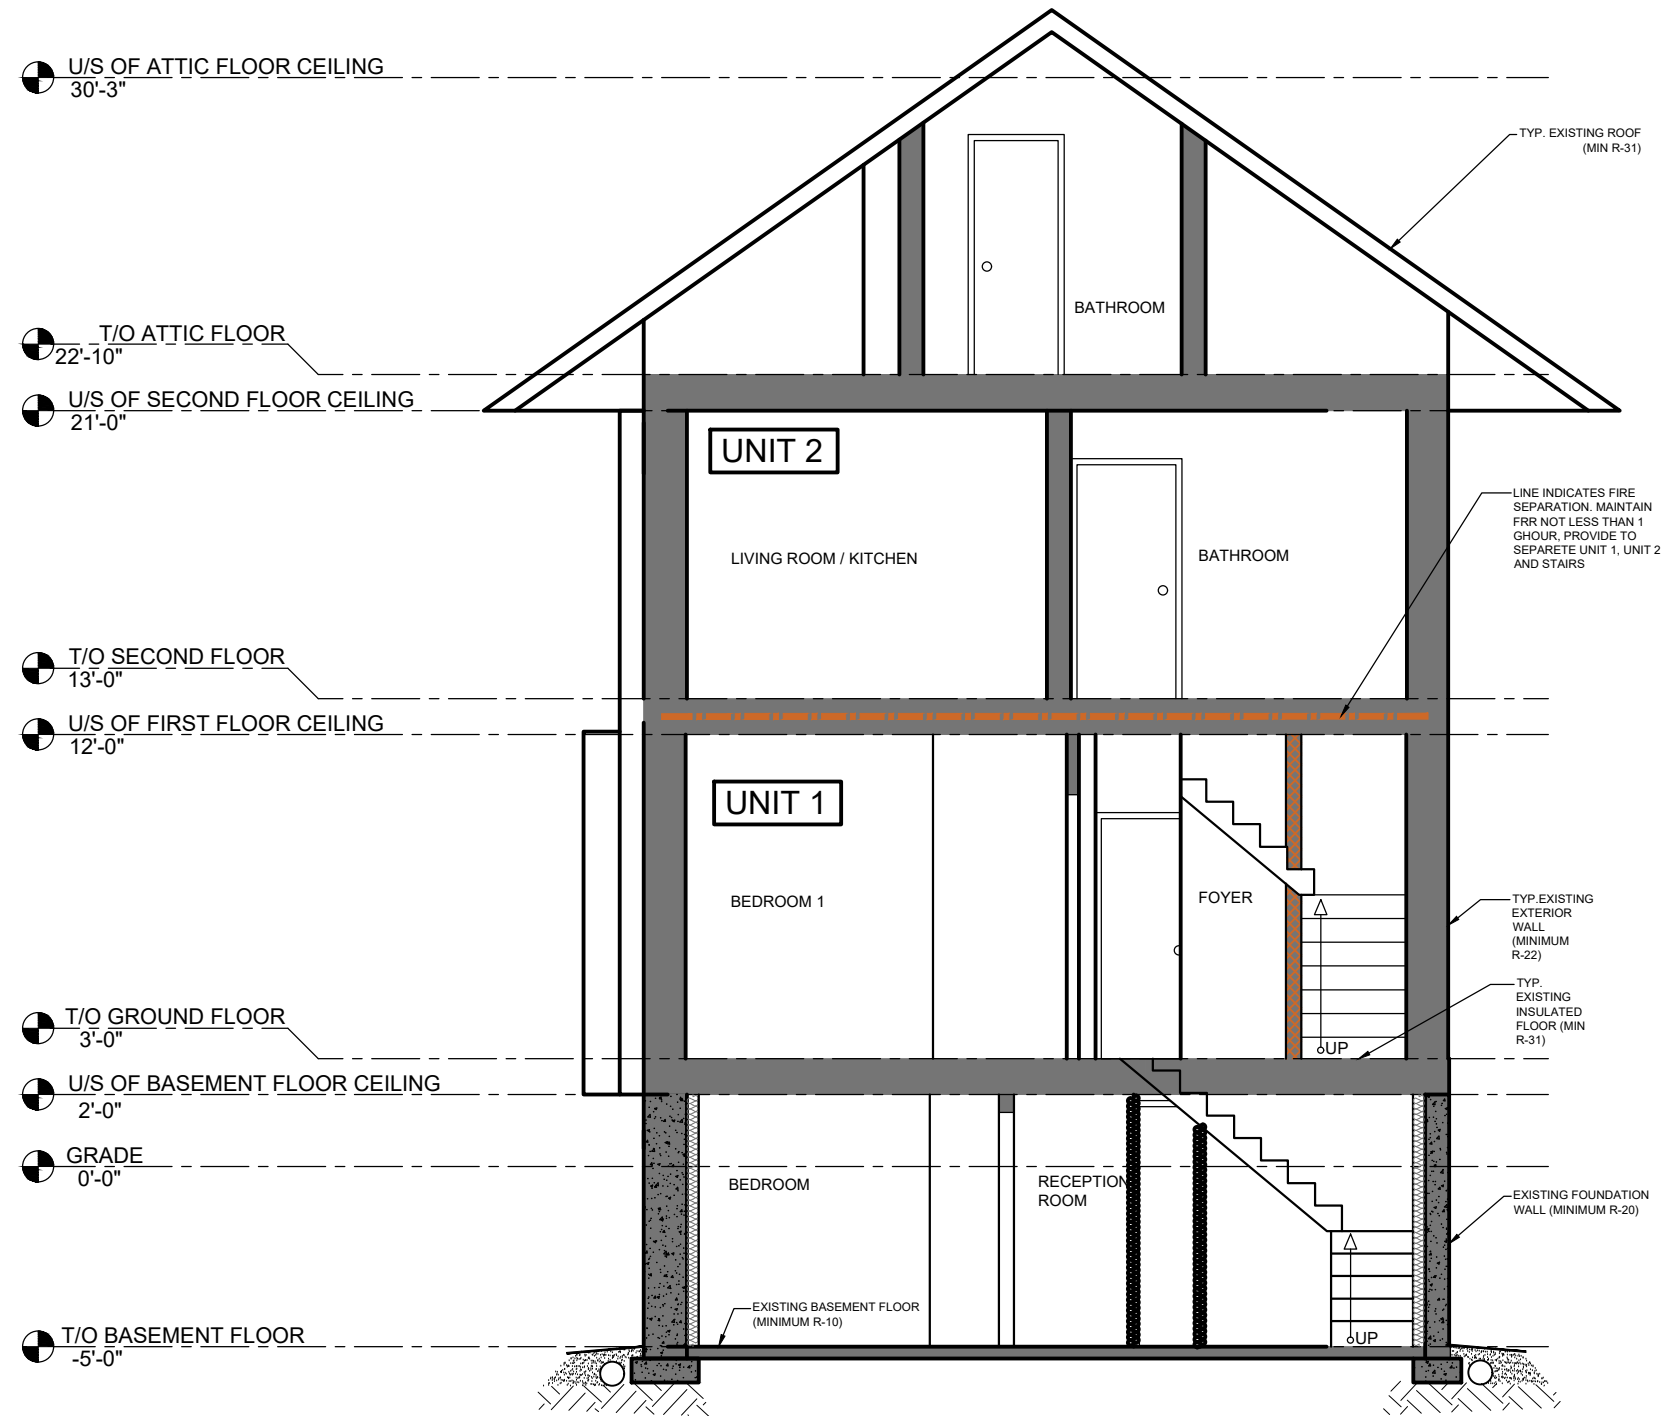 U/S OF ATTIC FLOOR CEILING
30'-3"
TYP. EXISTING ROOF
(MIN R-31)
BATHROOM
T/O ATTIC FLOOR
22'-10"
U/S OF SECOND FLOOR CEILING
21'-0"
UNIT 2
LIVING ROOM / KITCHEN
BATHROOM
LINE INDICATES FIRE
SEPARATION. MAINTAIN
FRR NOT LESS THAN 1
GHOUR, PROVIDE TO
SEPARETE UNIT 1, UNIT 2
AND STAIRS
T/O SECOND FLOOR
13'-0"
U/S OF FIRST FLOOR CEILING
12'-0"
UNIT 1
BEDROOM 1
FOYER
TYP.EXISTING
EXTERIOR
WALL
(MINIMUM
R-22)
TYP.
EXISTING
INSULATED
FLOOR (MIN
R-31)
T/O GROUND FLOOR
3'-0"
UP
U/S OF BASEMENT FLOOR CEILING
2'-0"
GRADE
0'-0"
BEDROOM
RECEPTION
ROOM
EXISTING FOUNDATION
WALL (MINIMUM R-20)
EXISTING BASEMENT FLOOR
(MINIMUM R-10)
UP
T/O BASEMENT FLOOR
-5'-0"